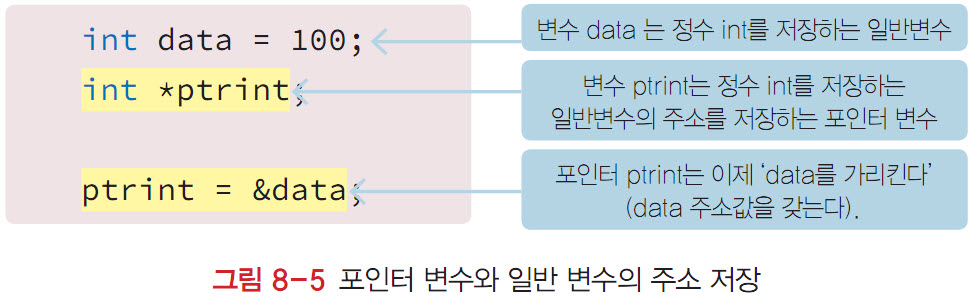 int data = 100;
변수 data 는 정수 int를 저장하는 일반변수
int *ptrint;
변수 ptrint는 정수 int를 저장하는
일반변수의 주소를 저장하는 포인터 변수
ptrint = &data;
포인터 ptrint는 이제 ‘data를 가리킨다’
(data 주소값을 갖는다).
그림 8-5 포인터 변수와 일반 변수의 주소 저장